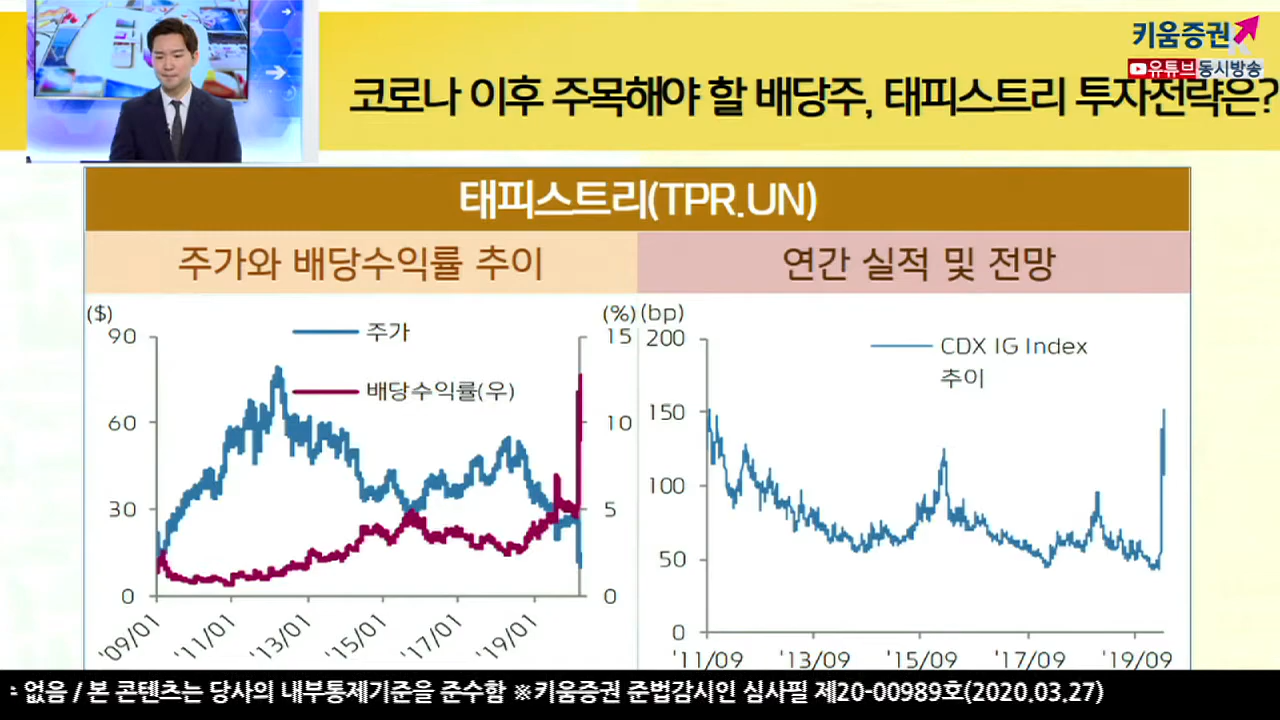 키움증권
유튜브동시방송
코로나 이후 주목해야 할 배당주, 태피스트리 투자전략은?
태피스트리(TPR.UN)
주가와 배당수익률 추이
연간 실적 및 전망
($)
(%)
90
60
30
0
15
10
5
0
주가
배당수익률(우)
'09/01
'11/01
'13/01
'15/01
'17/01
'19/01
(bp)
200
150
100
50
0
CDX IG Index
추이
'11/09
'13/09
'15/09
'17/09
'19/09
없음 / 본 콘텐츠는 당사의 내부통제기준을 준수함 ※키움증권 준법감시인 심사필 제20-00989호(2020.03.27)